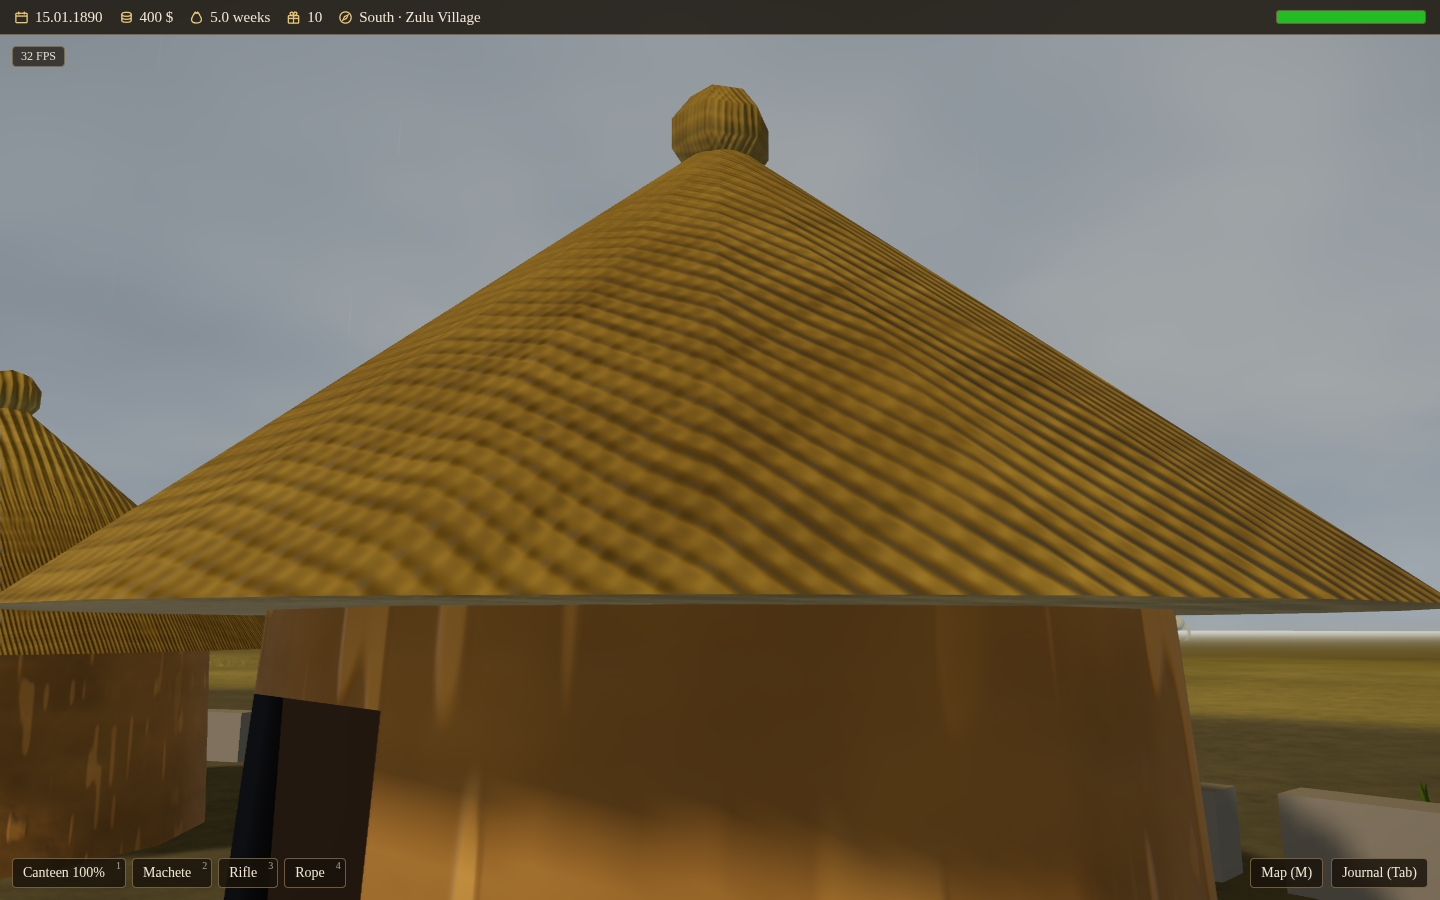 15.01.1890 400 $ 5.0 weeks 10 South · Zulu Village
32 FPS
Canteen 100% 1 Machete 2 Rifle 3 Rope 4
Map (M) Journal (Tab)